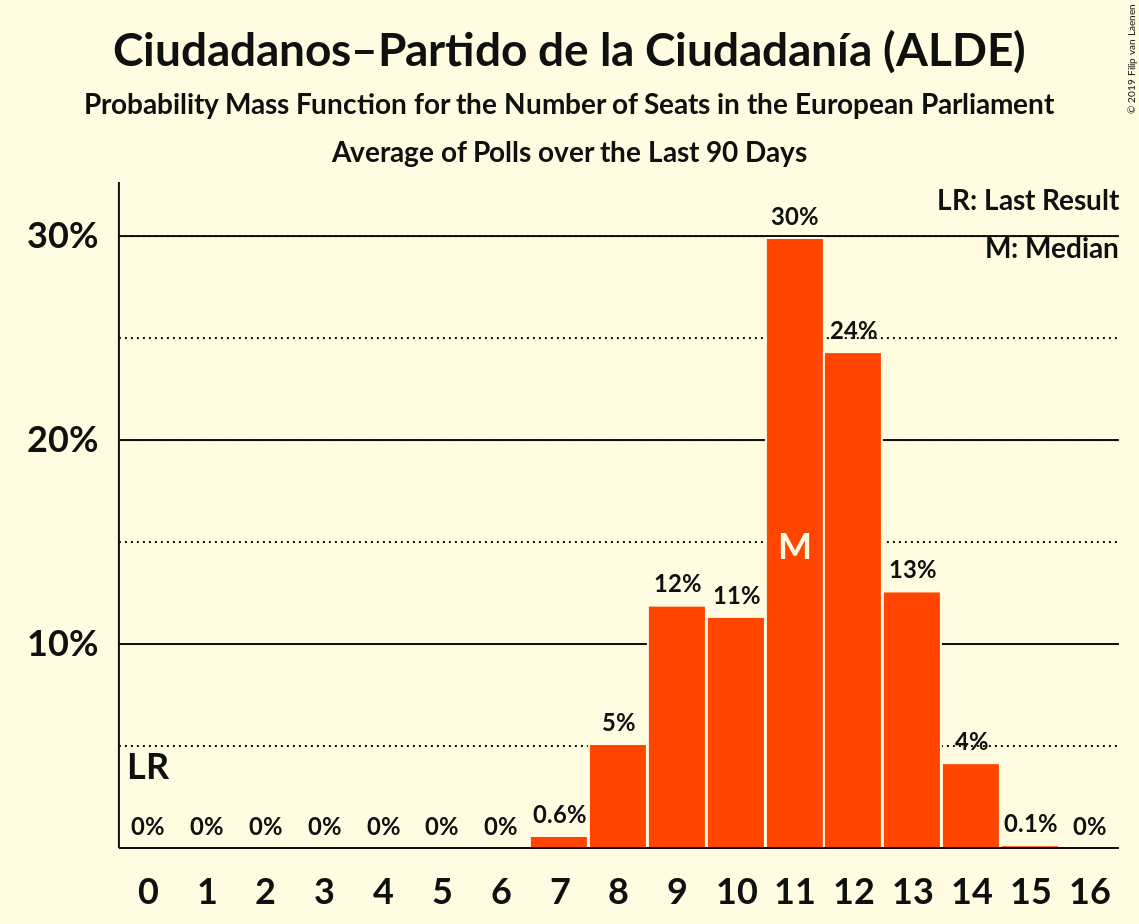 Ciudadanos–Partido de la Ciudadanía (ALDE)
Probability Mass Function for the Number of Seats in the European Parliament
Average of Polls over the Last 90 Days
© 2019 Filip van Laenen
LR: Last Result
M: Median
30%
20%
10%
30%
24%
M
13%
12%
11%
5%
4%
LR
0%
0%
0%
0%
0%
0%
0%
0.6%
0.1%
0%
0 1 2 3 4 5 6 7 8 9 10 11 12 13 14 15 16